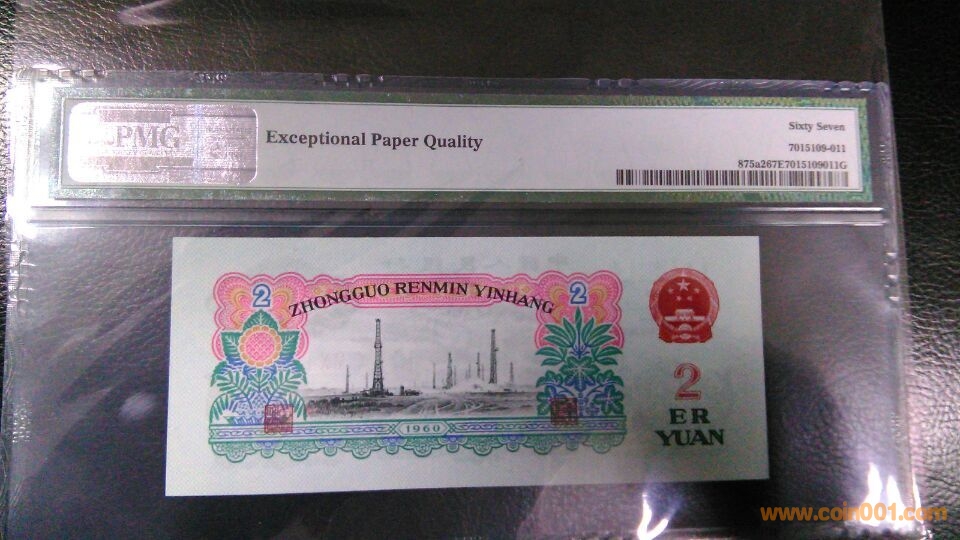 PMG
Exceptional Paper Quality
Sixty Seven
7015109-011
875a267E7015109011G
2
2
ZHONGGUO RENMIN YINHANG
1960
2
ER
YUAN
www.coin001.com